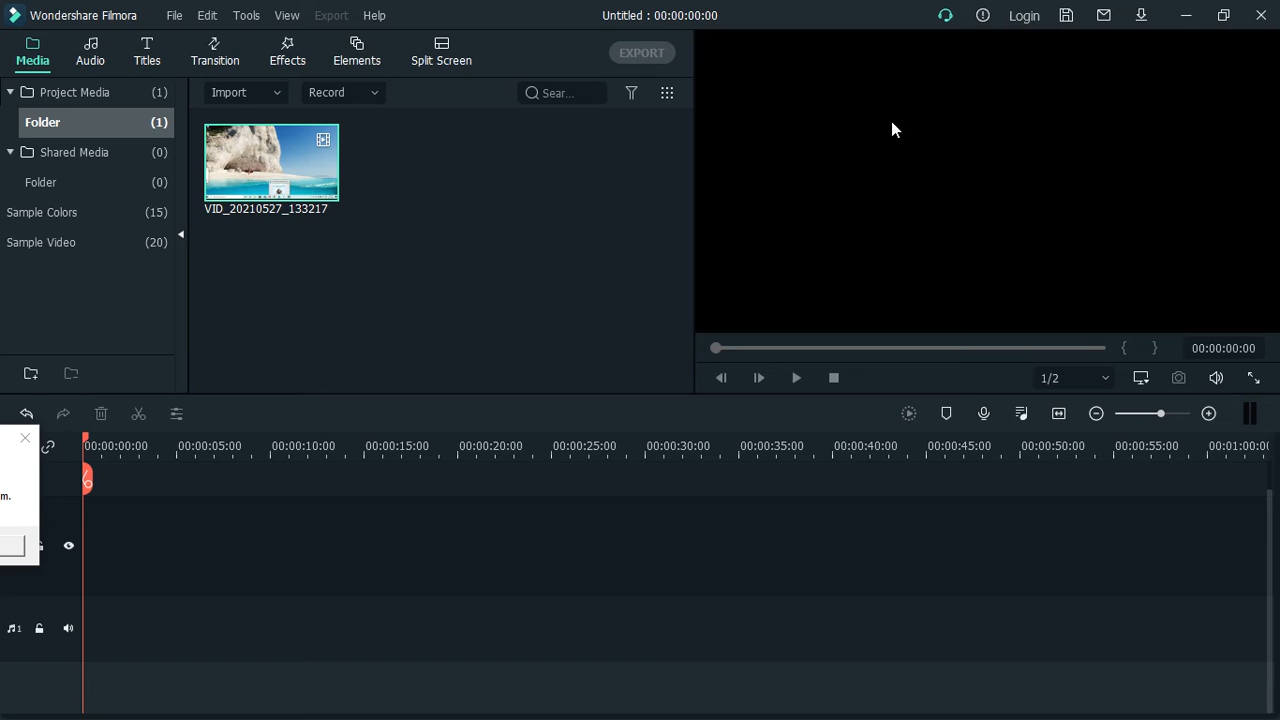 Wondershare Filmora File Edit Tools View Export Help Untitled : 00:00:00:00 Login
Media Audio Titles Transition Effects Elements Split Screen EXPORT
Project Media (1)
Import Record Sear...
Folder (1)
Shared Media (0)
Folder (0)
Sample Colors (15)
Sample Video (20)
VID_20210527_133217
{ } 00:00:00:00
1/2
00:00:00:00 00:00:05:00 00:00:10:00 00:00:15:00 00:00:20:00 00:00:25:00 00:00:30:00 00:00:35:00 00:00:40:00 00:00:45:00 00:00:50:00 00:00:55:00 00:01:00:00
m.
1